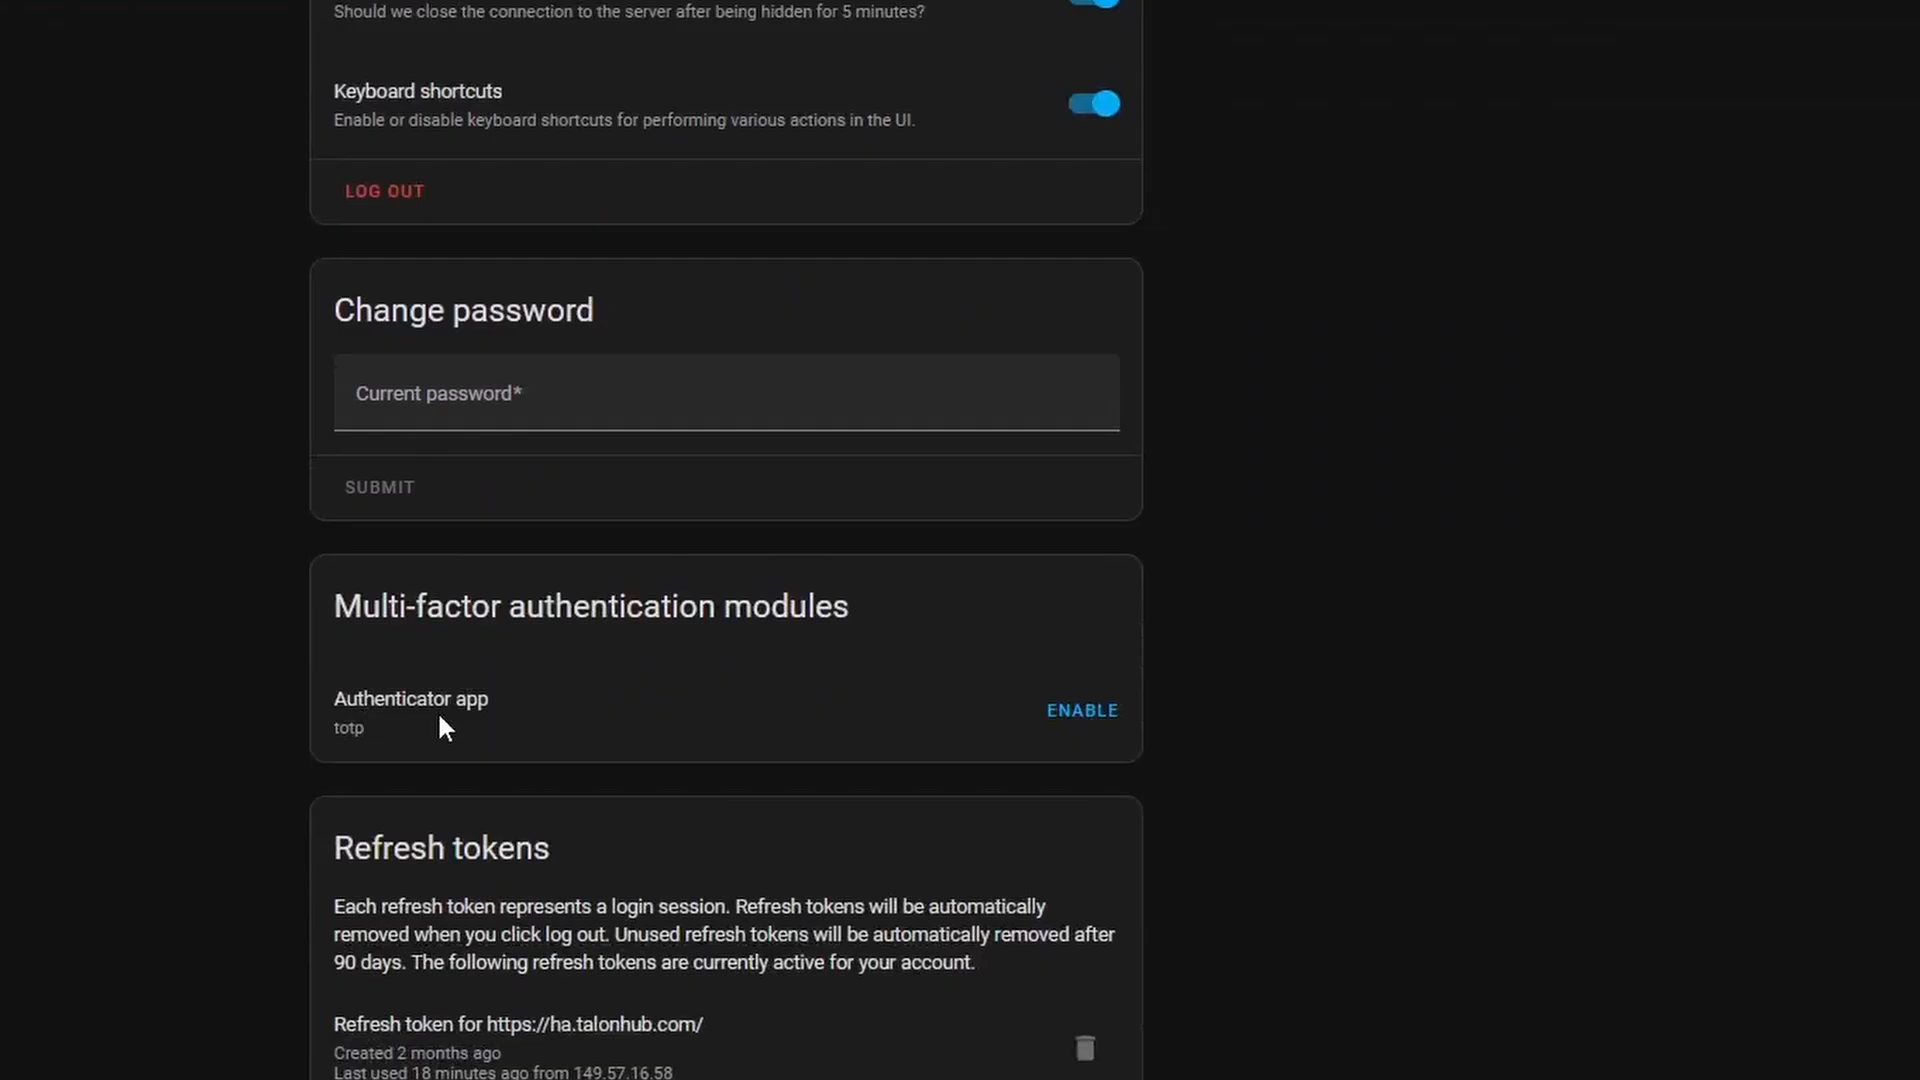 Should we close the connection to the server after being hidden for 5 minutes?
Keyboard shortcuts
Enable or disable keyboard shortcuts for performing various actions in the UI.
LOG OUT
Change password
Current password*
SUBMIT
Multi-factor authentication modules
Authenticator app
totp
ENABLE
Refresh tokens
Each refresh token represents a login session. Refresh tokens will be automatically
removed when you click log out. Unused refresh tokens will be automatically removed after
90 days. The following refresh tokens are currently active for your account.
Refresh token for https://ha.talonhub.com/
Created 2 months ago
Last used 18 minutes ago from 149.57.16.58